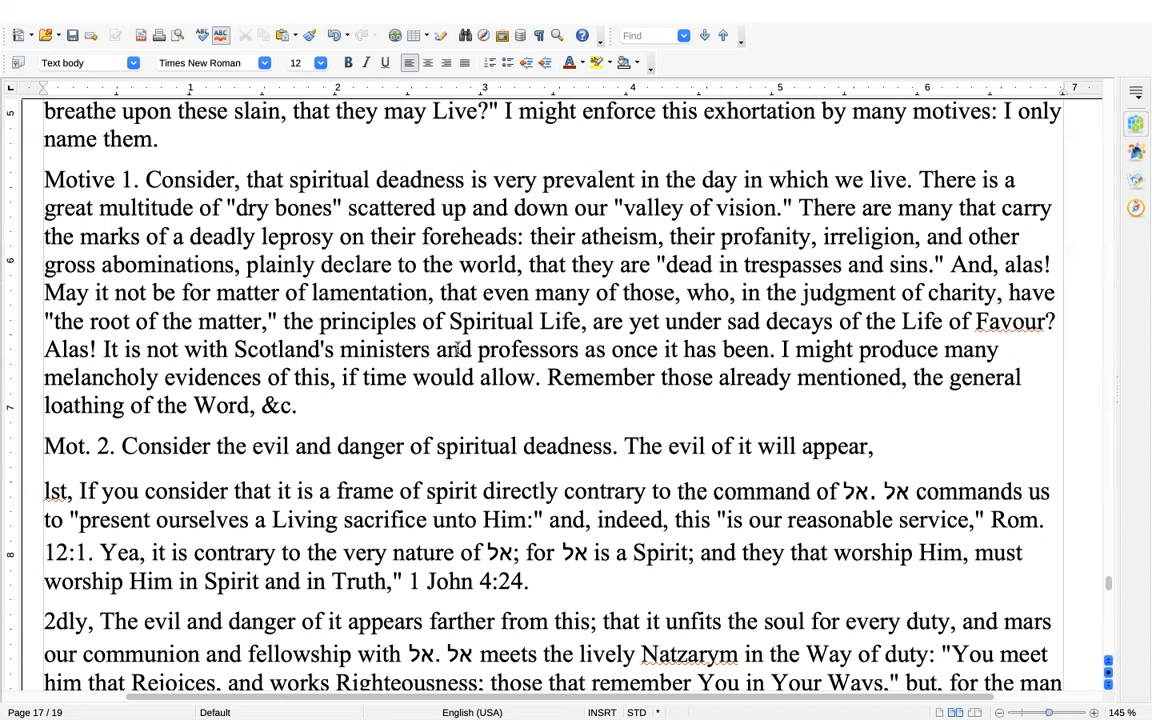 Find
Text body
Times New Roman
12
1 2 3 4 5 6 7
breathe upon these slain, that they may Live?" I might enforce this exhortation by many motives: I only
name them.
Motive 1. Consider, that spiritual deadness is very prevalent in the day in which we live. There is a
great multitude of "dry bones" scattered up and down our "valley of vision." There are many that carry
the marks of a deadly leprosy on their foreheads: their atheism, their profanity, irreligion, and other
gross abominations, plainly declare to the world, that they are "dead in trespasses and sins." And, alas!
May it not be for matter of lamentation, that even many of those, who, in the judgment of charity, have
"the root of the matter," the principles of Spiritual Life, are yet under sad decays of the Life of Favour?
Alas! It is not with Scotland's ministers and professors as once it has been. I might produce many
melancholy evidences of this, if time would allow. Remember those already mentioned, the general
loathing of the Word, &c.
Mot. 2. Consider the evil and danger of spiritual deadness. The evil of it will appear,
lst, If you consider that it is a frame of spirit directly contrary to the command of אל. אל commands us
to "present ourselves a Living sacrifice unto Him:" and, indeed, this "is our reasonable service," Rom.
12:1. Yea, it is contrary to the very nature of אל; for אל is a Spirit; and they that worship Him, must
worship Him in Spirit and in Truth," 1 John 4:24.
2dly, The evil and danger of it appears farther from this; that it unfits the soul for every duty, and mars
our communion and fellowship with אל. אל meets the lively Natzarym in the Way of duty: "You meet
him that Rejoices, and works Righteousness: those that remember You in Your Ways," but, for the man
Page 17 / 19
Default
English (USA)
INSRT
STD
*
145 %